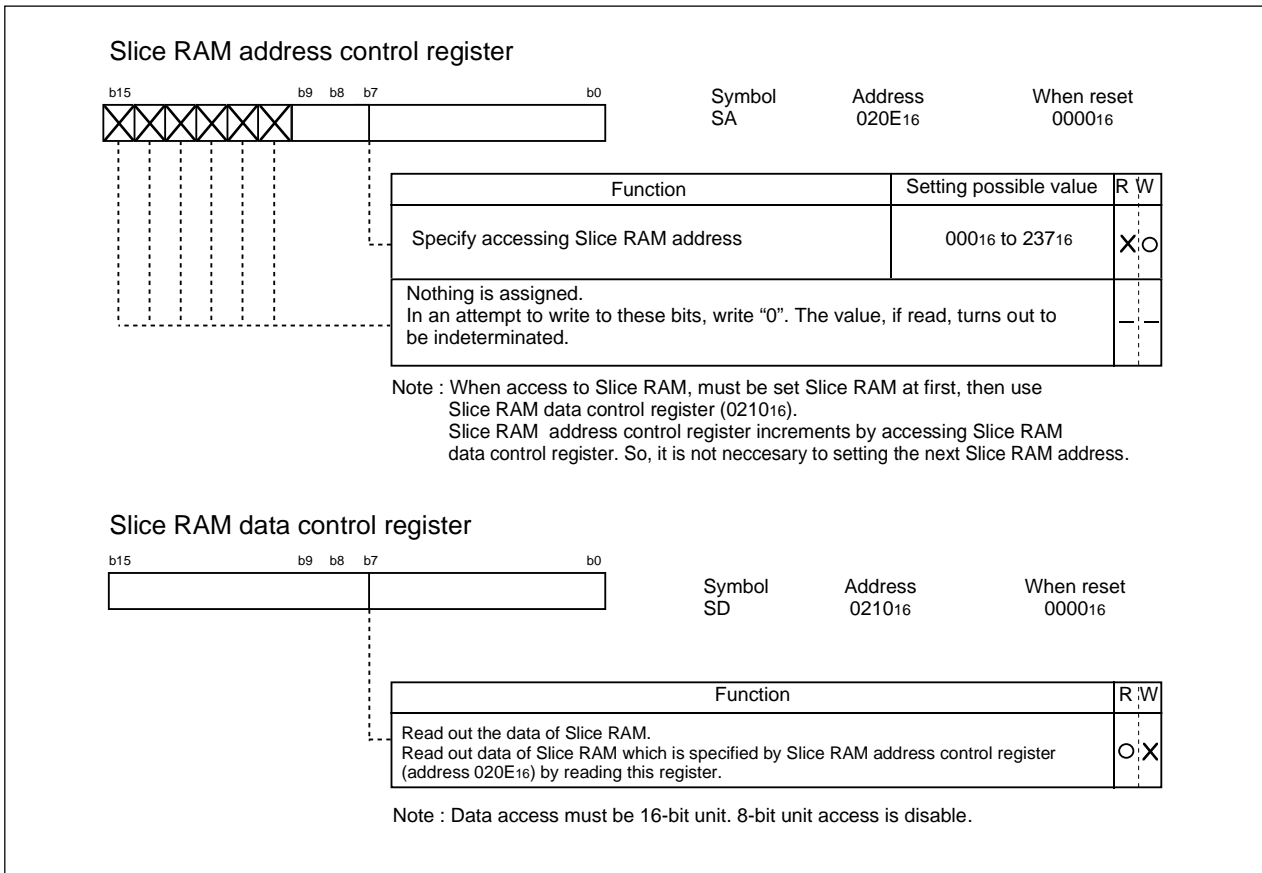 Slice RAM address control register
b15 b9 b8 b7 b0
Symbol Address When reset
SA 020E16 000016
Function Setting possible value R W
Specify accessing Slice RAM address 00016 to 23716 X O
Nothing is assigned.
In an attempt to write to these bits, write “0”. The value, if read, turns out to
be indeterminated.
– –
Note : When access to Slice RAM, must be set Slice RAM at first, then use
Slice RAM data control register (021016).
Slice RAM address control register increments by accessing Slice RAM
data control register. So, it is not neccesary to setting the next Slice RAM address.
Slice RAM data control register
b15 b9 b8 b7 b0
Symbol Address When reset
SD 021016 000016
Function R W
Read out the data of Slice RAM.
Read out data of Slice RAM which is specified by Slice RAM address control register
(address 020E16) by reading this register.
O X
Note : Data access must be 16-bit unit. 8-bit unit access is disable.